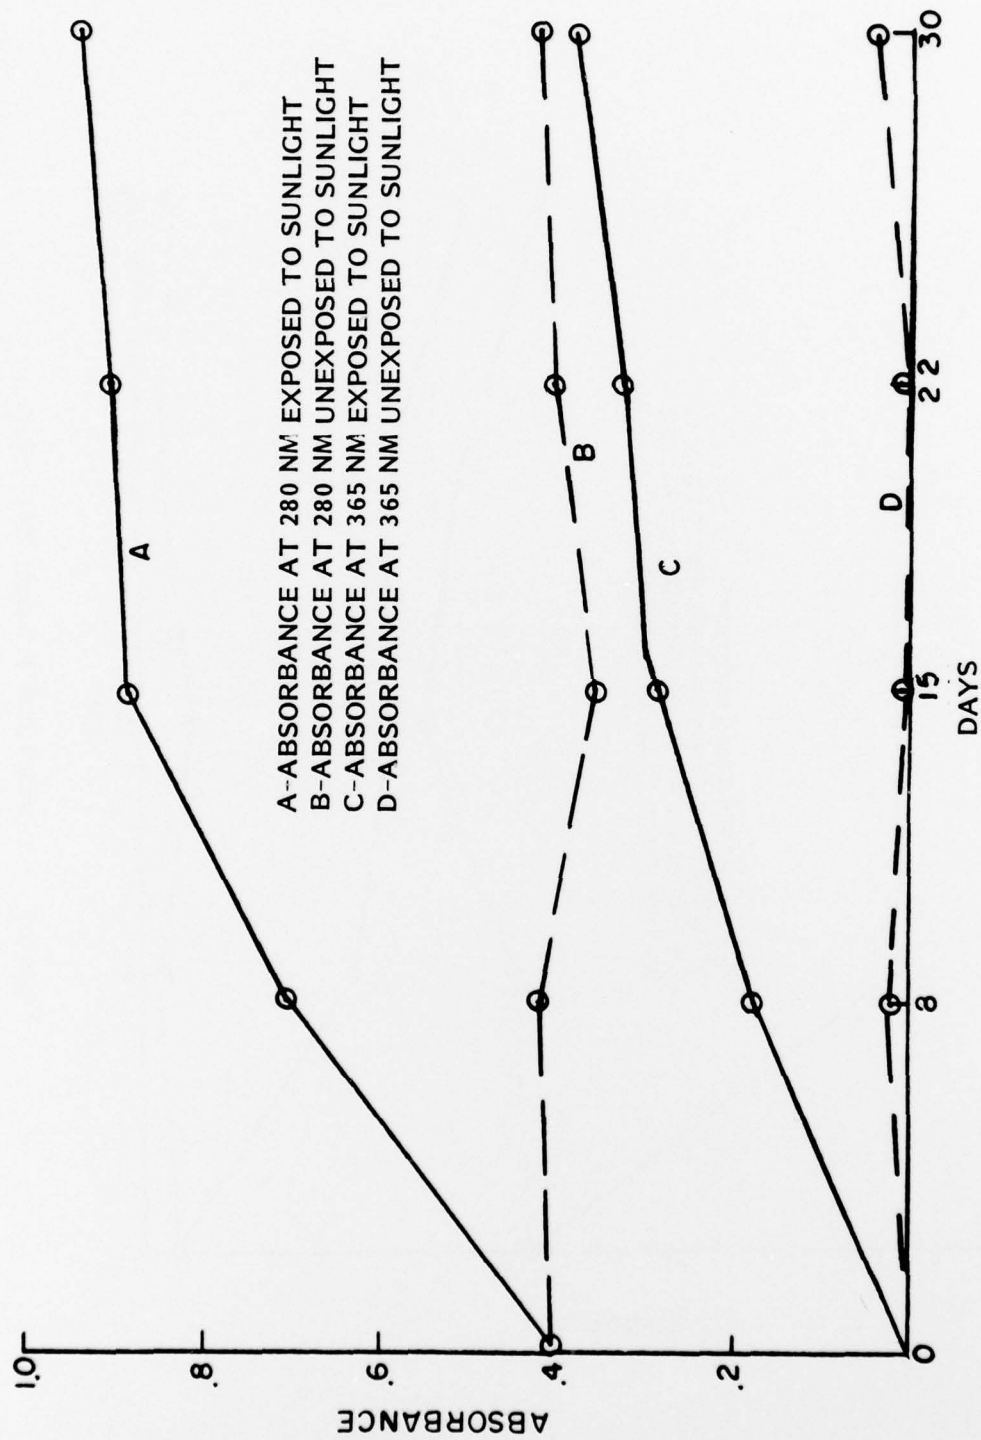 ABSORBANCE
1.0
.8
.6
.4
.2
A
A-ABSORBANCE AT 280 NM EXPOSED TO SUNLIGHT
B-ABSORBANCE AT 280 NM UNEXPOSED TO SUNLIGHT
C-ABSORBANCE AT 365 NM EXPOSED TO SUNLIGHT
D-ABSORBANCE AT 365 NM UNEXPOSED TO SUNLIGHT
B
C
D
0
8
15
22
30
DAYS